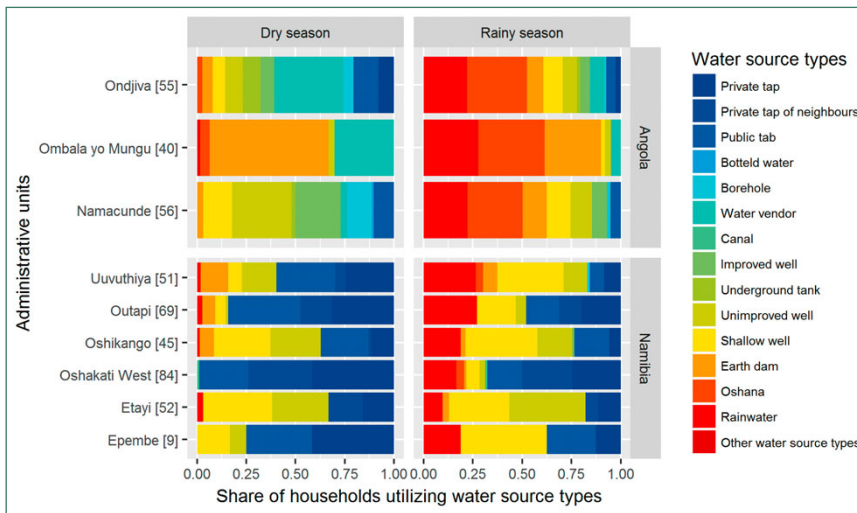 Dry season
Rainy season
Administrative units
Ondjiva [55]
Ombala yo Mungu [40]
Namacunde [56]
Angola
Uuvuthiya [51]
Outapi [69]
Oshikango [45]
Oshakati West [84]
Etayi [52]
Epembe [9]
Namibia
0.00 0.25 0.50 0.75 1.00
0.00 0.25 0.50 0.75 1.00
Share of households utilizing water source types
Water source types
Private tap
Private tap of neighbours
Public tab
Botteld water
Borehole
Water vendor
Canal
Improved well
Underground tank
Unimproved well
Shallow well
Earth dam
Oshana
Rainwater
Other water source types